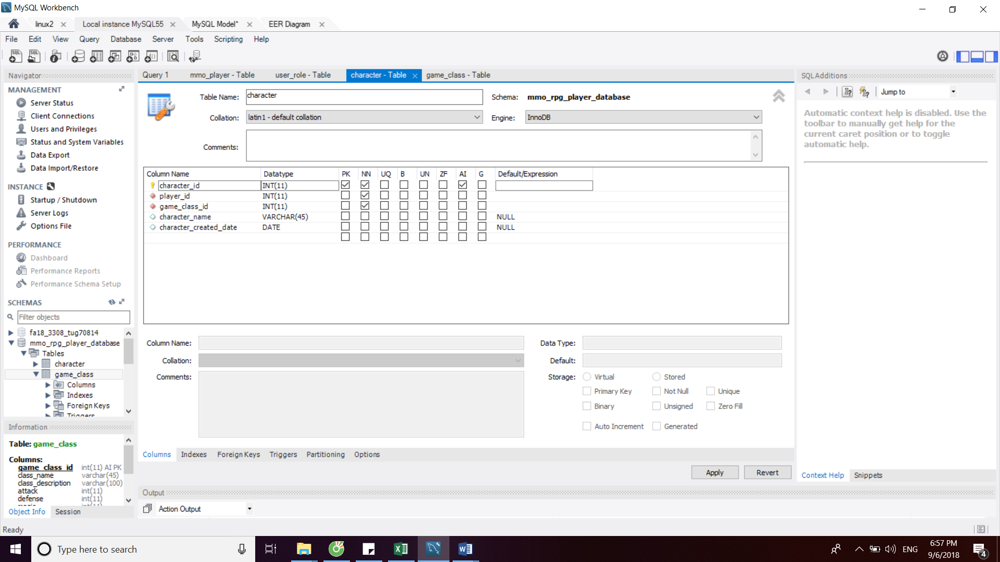 MySQL Workbench
linux2
Local instance MySQL55
MySQL Model*
EER Diagram
File Edit View Query Database Server Tools Scripting Help
Navigator
MANAGEMENT
Server Status
Client Connections
Users and Privileges
Status and System Variables
Data Export
Data Import/Restore
INSTANCE
Startup / Shutdown
Server Logs
Options File
PERFORMANCE
Dashboard
Performance Reports
Performance Schema Setup
SCHEMAS
Filter objects
fa18_3308_tug70814
mmo_rpg_player_database
Tables
character
game_class
Columns
Indexes
Foreign Keys
Triggers
Information
Table: game_class
Columns:
game_class_id int(11) AI PK
class_name varchar(45)
class_description varchar(100)
attack int(11)
defense int(11)
magic int(11)
Object Info Session
Query 1 mmo_player - Table user_role - Table character - Table game_class - Table
Table Name: character Schema: mmo_rpg_player_database
Collation: latin1 - default collation Engine: InnoDB
Comments:
Column Name Datatype PK NN UQ B UN ZF AI G Default/Expression
character_id INT(11)
player_id INT(11)
game_class_id INT(11)
character_name VARCHAR(45) NULL
character_created_date DATE NULL
Column Name: Data Type:
Collation: Default:
Comments: Storage: Virtual Stored
Primary Key Not Null Unique
Binary Unsigned Zero Fill
Auto Increment Generated
Columns Indexes Foreign Keys Triggers Partitioning Options
Apply Revert
Output
Action Output
SQLAdditions
Jump to
Automatic context help is disabled. Use the
toolbar to manually get help for the
current caret position or to toggle
automatic help.
Context Help Snippets
Ready
Type here to search
ENG
6:57 PM
9/6/2018
4